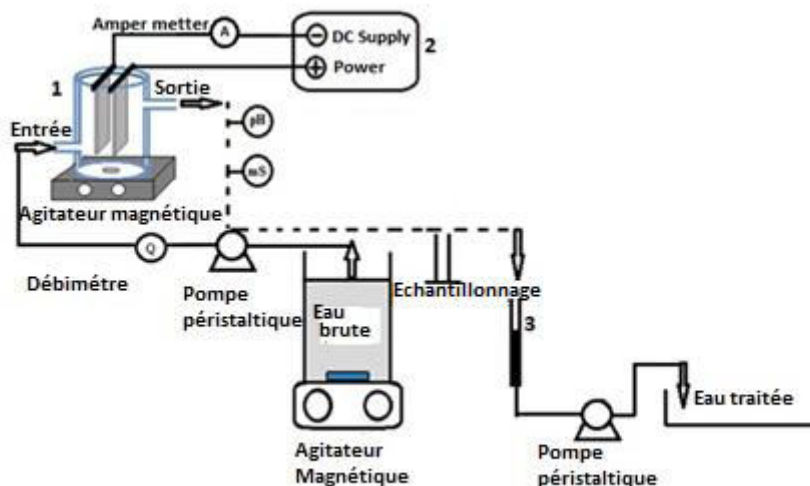 Amper metter
A
DC Supply
2
Power
1
Sortie
Entrée
pH
mS
Agitateur magnétique
Q
Débimétre
Pompe
péristaltique
Eau
brute
Echantillonnage
3
Eau traitée
Agitateur
Magnétique
Pompe
péristaltique